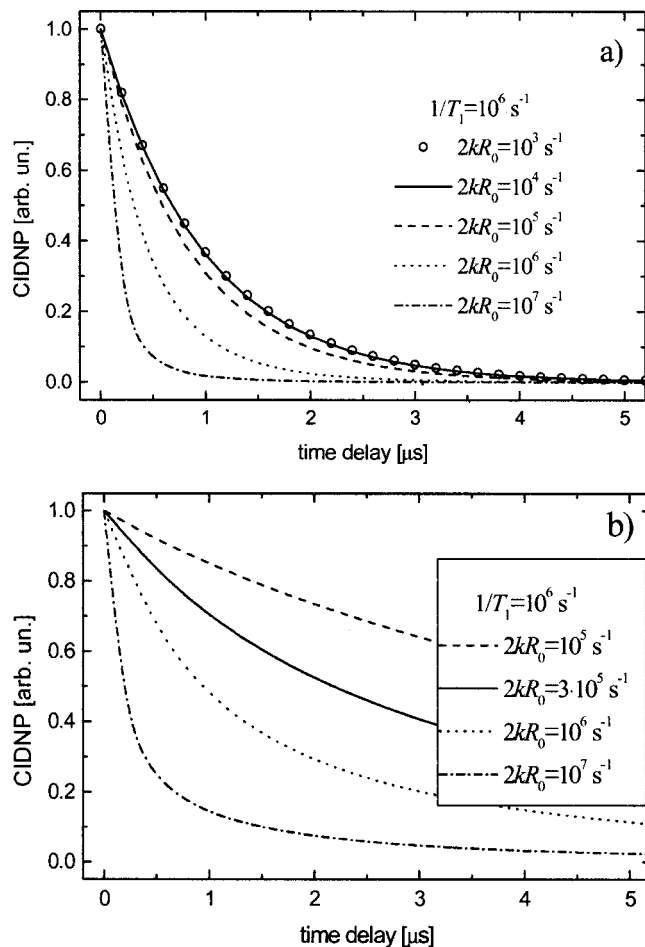 a)
1/T₁=10⁶ s⁻¹
2kR₀=10³ s⁻¹
2kR₀=10⁴ s⁻¹
2kR₀=10⁵ s⁻¹
2kR₀=10⁶ s⁻¹
2kR₀=10⁷ s⁻¹
CIDNP [arb. un.]
1.0
0.8
0.6
0.4
0.2
0.0
0
1
2
3
4
5
time delay [μs]
b)
1/T₁=10⁶ s⁻¹
2kR₀=10⁵ s⁻¹
2kR₀=3·10⁵ s⁻¹
2kR₀=10⁶ s⁻¹
2kR₀=10⁷ s⁻¹
CIDNP [arb. un.]
1.0
0.8
0.6
0.4
0.2
0.0
0
1
2
3
4
5
time delay [μs]